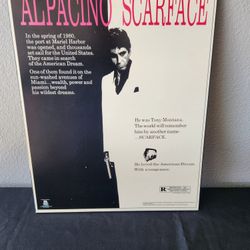 AL PACINO SCARFACE
In the spring of 1980,
the port at Mariel Harbor
was opened, and thousands
set sail for the United States.
They came in search
of the American Dream.
One of them found it on the
sun-washed avenues of
Miami...wealth, power and
passion beyond
his wildest dreams.
He was Tony Montana.
The world will remember
him by another name
...SCARFACE.
He loved the American Dream.
With a vengeance.
R